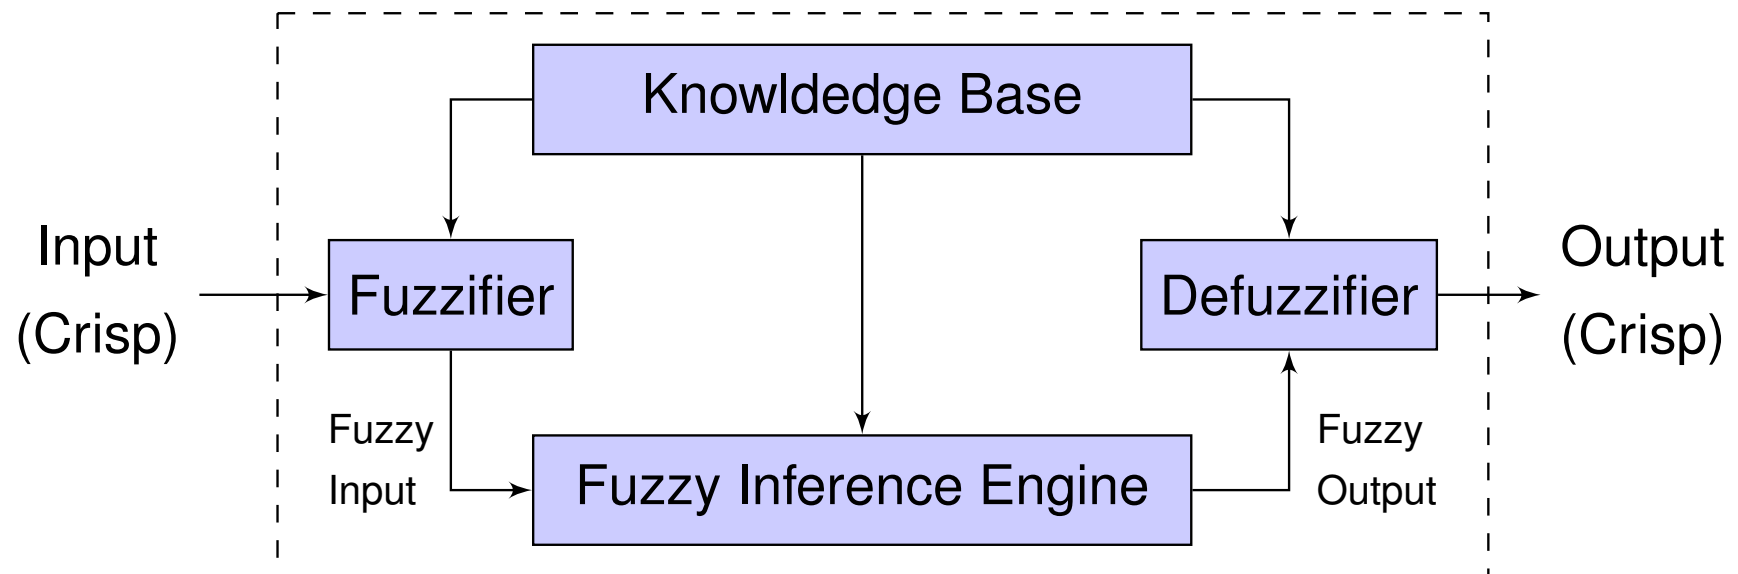 Knowldedge Base
Input
(Crisp)
Fuzzifier
Defuzzifier
Output
(Crisp)
Fuzzy
Input
Fuzzy Inference Engine
Fuzzy
Output